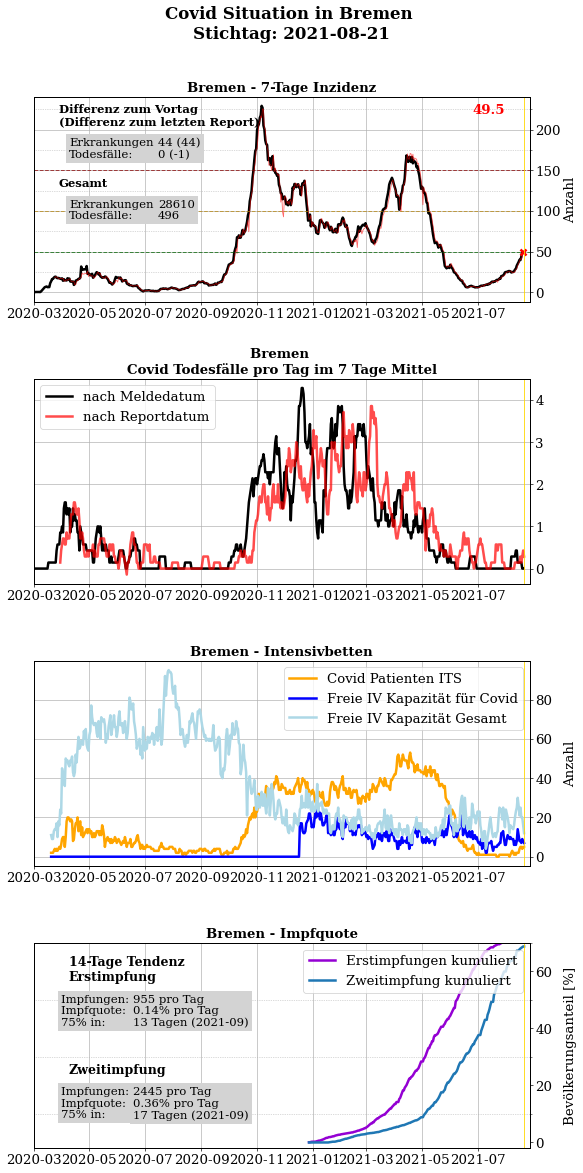 Covid Situation in Bremen
Stichtag: 2021-08-21
Bremen - 7-Tage Inzidenz
Differenz zum Vortag
(Differenz zum letzten Report)
49.5
Erkrankungen 44 (44)
Todesfälle: 0 (-1)
Gesamt
Erkrankungen 28610
Todesfälle: 496
200
150
100
50
0
Anzahl
2020-03 2020-05 2020-07 2020-09 2020-11 2021-01 2021-03 2021-05 2021-07
Bremen
Covid Todesfälle pro Tag im 7 Tage Mittel
nach Meldedatum
nach Reportdatum
4
3
2
1
0
2020-03 2020-05 2020-07 2020-09 2020-11 2021-01 2021-03 2021-05 2021-07
Bremen - Intensivbetten
Covid Patienten ITS
Freie IV Kapazität für Covid
Freie IV Kapazität Gesamt
80
60
40
20
0
Anzahl
2020-03 2020-05 2020-07 2020-09 2020-11 2021-01 2021-03 2021-05 2021-07
Bremen - Impfquote
14-Tage Tendenz
Erstimpfung
Impfungen: 955 pro Tag
Impfquote: 0.14% pro Tag
75% in: 13 Tagen (2021-09)
Zweitimpfung
Impfungen: 2445 pro Tag
Impfquote: 0.36% pro Tag
75% in: 17 Tagen (2021-09)
Erstimpfungen kumuliert
Zweitimpfung kumuliert
60
40
20
0
Bevölkerungsanteil [%]
2020-03 2020-05 2020-07 2020-09 2020-11 2021-01 2021-03 2021-05 2021-07